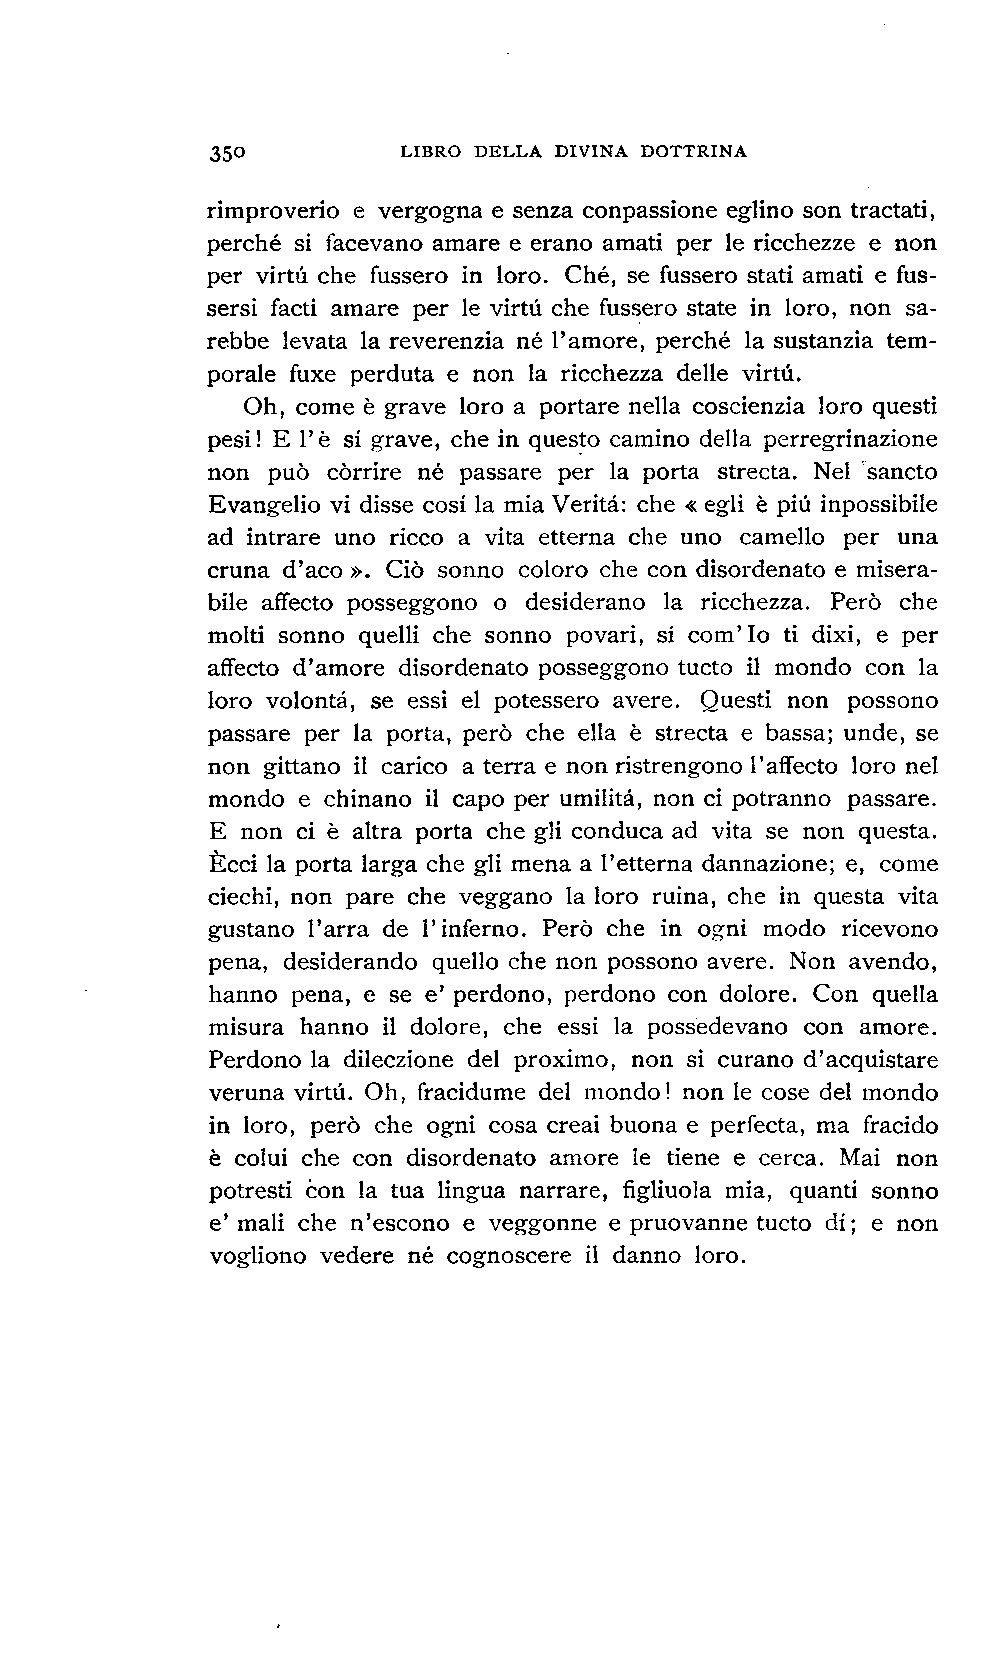 350 LIBRO DELLA DIVINA DOTTRINA
rimproverio e vergogna e senza conpassione eglino son tractati,
perché si facevano amare e erano amati per le ricchezze e non
per virtú che fussero in loro. Ché, se fussero stati amati e fus-
sersi facti amare per le virtú che fussero state in loro, non sa-
rebbe levata la reverenzia né l'amore, perché la sustanzia tem-
porale fuxe perduta e non la ricchezza delle virtú.
Oh, come è grave loro a portare nella coscienzia loro questi
pesi! E l'è sí grave, che in questo camino della perregrinazione
non può còrrire né passare per la porta strecta. Nel sancto
Evangelio vi disse cosí la mia Veritá: che « egli è piú inpossibile
ad intrare uno ricco a vita etterna che uno camello per una
cruna d'aco ». Ciò sonno coloro che con disordenato e misera-
bile affecto posseggono o desiderano la ricchezza. Però che
molti sonno quelli che sonno povari, sí com' Io ti dixi, e per
affecto d'amore disordenato posseggono tucto il mondo con la
loro volontá, se essi el potessero avere. Questi non possono
passare per la porta, però che ella è strecta e bassa; unde, se
non gittano il carico a terra e non ristrengono l'affecto loro nel
mondo e chinano il capo per umilitá, non ci potranno passare.
E non ci è altra porta che gli conduca ad vita se non questa.
Ècci la porta larga che gli mena a l'etterna dannazione; e, come
ciechi, non pare che veggano la loro ruina, che in questa vita
gustano l'arra de l' inferno. Però che in ogni modo ricevono
pena, desiderando quello che non possono avere. Non avendo,
hanno pena, e se e' perdono, perdono con dolore. Con quella
misura hanno il dolore, che essi la possedevano con amore.
Perdono la dileczione del proximo, non si curano d'acquistare
veruna virtú. Oh, fracidume del mondo! non le cose del mondo
in loro, però che ogni cosa creai buona e perfecta, ma fracido
è colui che con disordenato amore le tiene e cerca. Mai non
potresti con la tua lingua narrare, figliuola mia, quanti sonno
e' mali che n'escono e veggonne e pruovanne tucto dí; e non
vogliono vedere né cognoscere il danno loro.